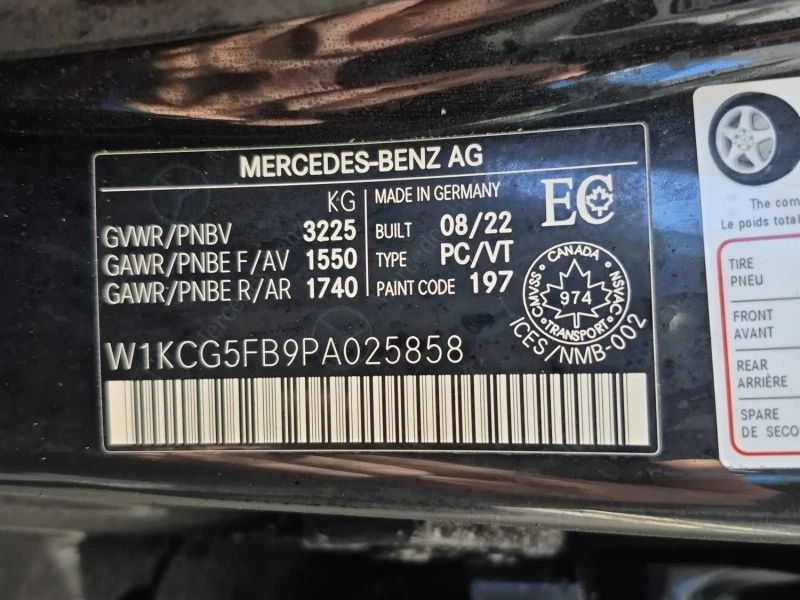 MERCEDES-BENZ AG
KG
GVWR/PNBV 3225
GAWR/PNBE F/AV 1550
GAWR/PNBE R/AR 1740
MADE IN GERMANY
BUILT 08/22
TYPE PC/VT
PAINT CODE 197
EC
CANADA
CMVSS
NSVAC
974
TRANSPORT
ICES/NMB-002
W1KCG5FB9PA025858
The com
Le poids total
TIRE
PNEU
FRONT
AVANT
REAR
ARRIÈRE
SPARE
DE SECO